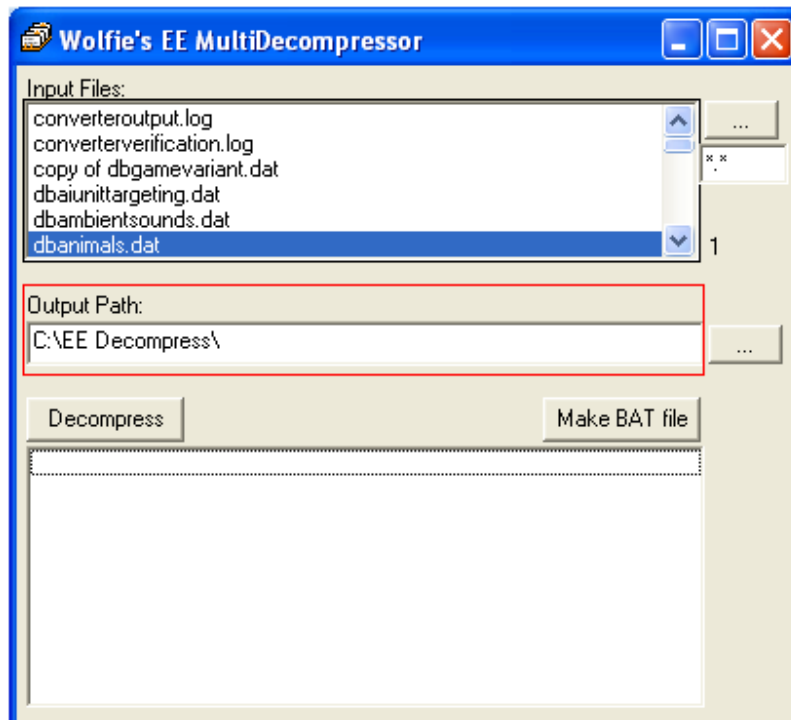 Wolfie's EE MultiDecompressor
Input Files:
converteroutput.log
...
converterverification.log
*.*
copy of dbgamevariant.dat
dbaiunittargeting.dat
dbambientsounds.dat
dbanimals.dat
1
Output Path:
C:\EE Decompress\
...
Decompress
Make BAT file